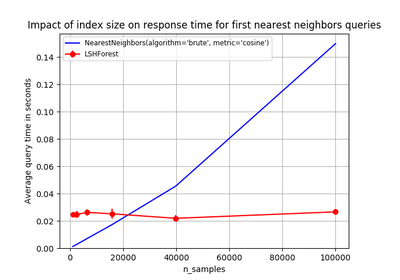 Impact of index size on response time for first nearest neighbors queries
NearestNeighbors(algorithm='brute', metric='cosine')
LSHForest
Average query time in seconds
0.14
0.12
0.10
0.08
0.06
0.04
0.02
0.00
0 20000 40000 60000 80000 100000
n_samples